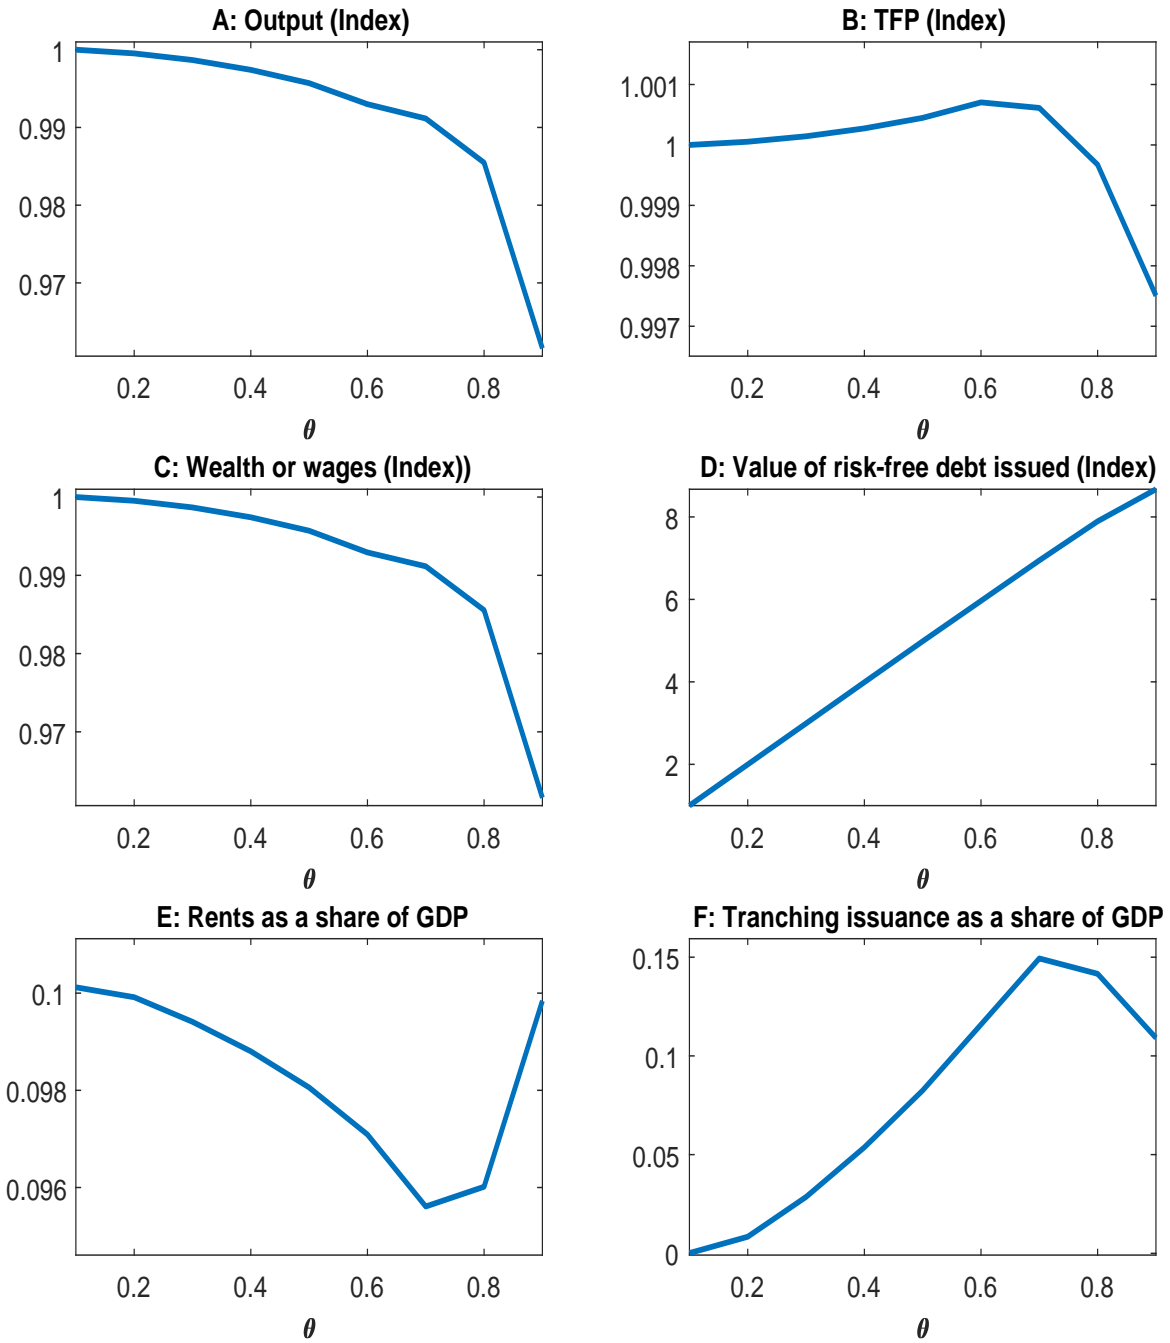 A: Output (Index)
1
0.99
0.98
0.97
0.2 0.4 0.6 0.8
θ
B: TFP (Index)
1.001
1
0.999
0.998
0.997
0.2 0.4 0.6 0.8
θ
C: Wealth or wages (Index))
1
0.99
0.98
0.97
0.2 0.4 0.6 0.8
θ
D: Value of risk-free debt issued (Index)
8
6
4
2
0.2 0.4 0.6 0.8
θ
E: Rents as a share of GDP
0.1
0.098
0.096
0.2 0.4 0.6 0.8
θ
F: Tranching issuance as a share of GDP
0.15
0.1
0.05
0
0.2 0.4 0.6 0.8
θ